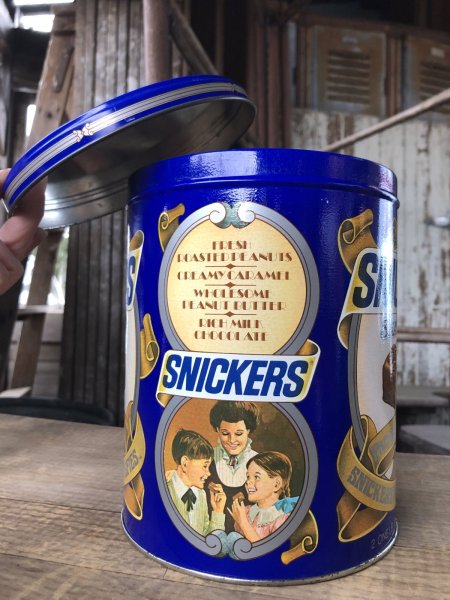 FRESH
ROASTED PEANUTS
CREAMY CARAMEL
WHOLESOME
PEANUT BUTTER
RICH MILK
CHOCOLATE
SNICKERS